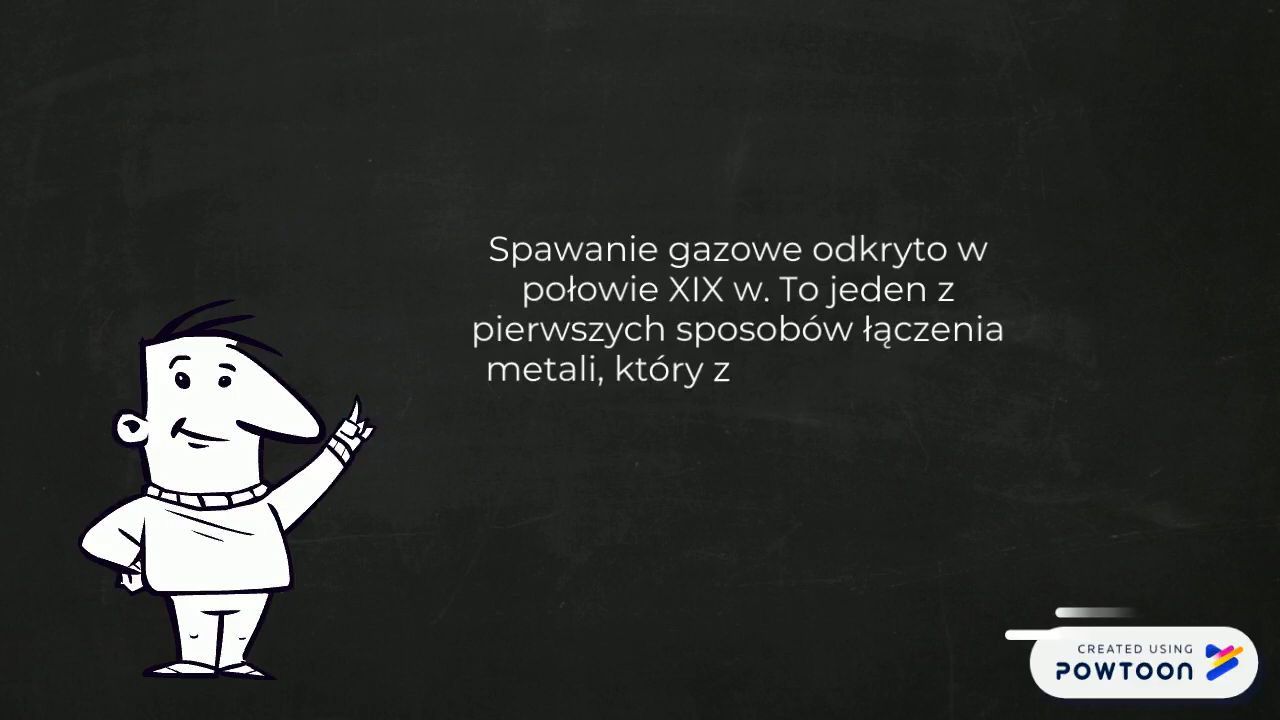 Spawanie gazowe odkryto w
połowie XIX w. To jeden z
pierwszych sposobów łączenia
metali, który z
CREATED USING
POWTOON